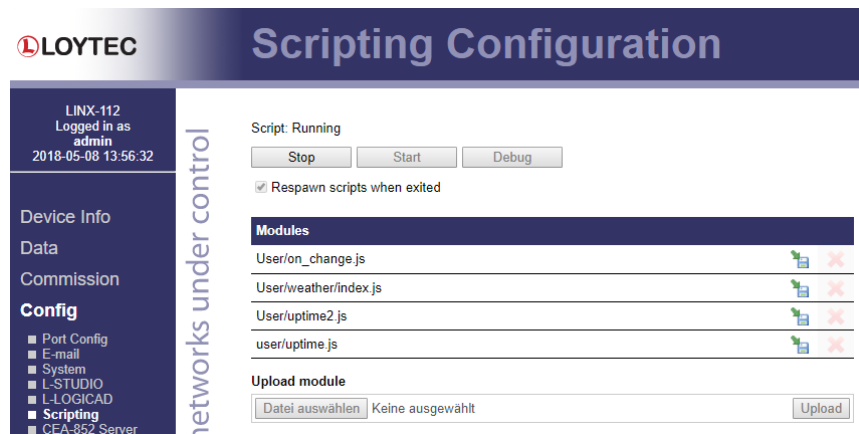 LOYTEC
Scripting Configuration
LINX-112
Logged in as
admin
2018-05-08 13:56:32
Device Info
Data
Commission
Config
Port Config
E-mail
System
L-STUDIO
L-LOGICAD
Scripting
CEA-852 Server
networks under control
Script: Running
Stop Start Debug
Respawn scripts when exited
Modules
User/on_change.js
User/weather/index.js
User/uptime2.js
user/uptime.js
Upload module
Datei auswählen Keine ausgewählt Upload